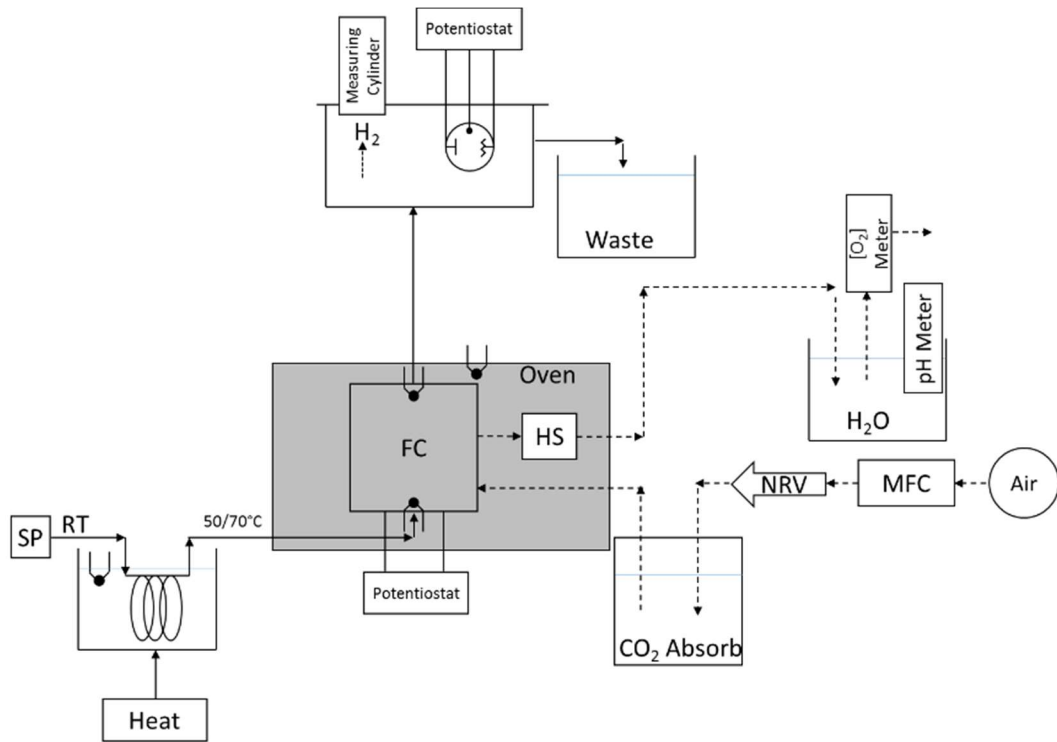 Potentiostat
Measuring
Cylinder
H₂
Waste
[O₂]
Meter
pH Meter
H₂O
Oven
FC
HS
NRV
MFC
Air
SP
RT
50/70°C
Potentiostat
CO₂ Absorb
Heat